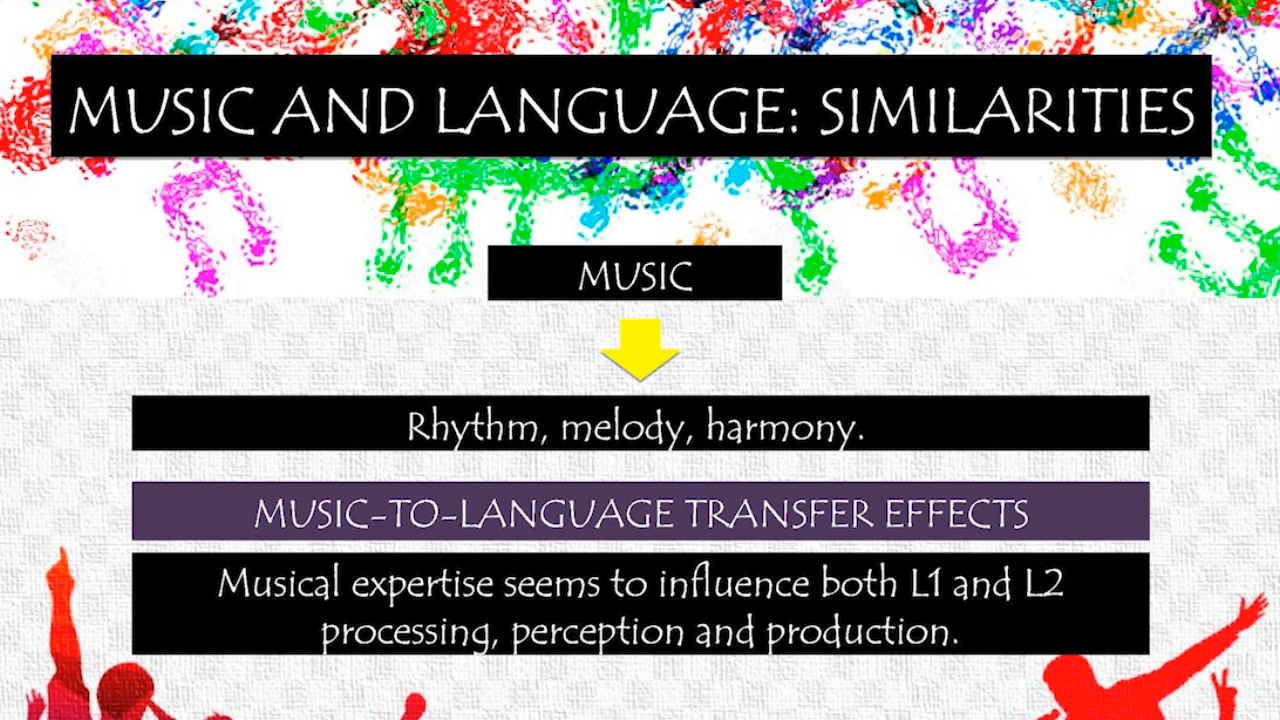 MUSIC AND LANGUAGE: SIMILARITIES
MUSIC
Rhythm, melody, harmony.
MUSIC-TO-LANGUAGE TRANSFER EFFECTS
Musical expertise seems to influence both L1 and L2
processing, perception and production.